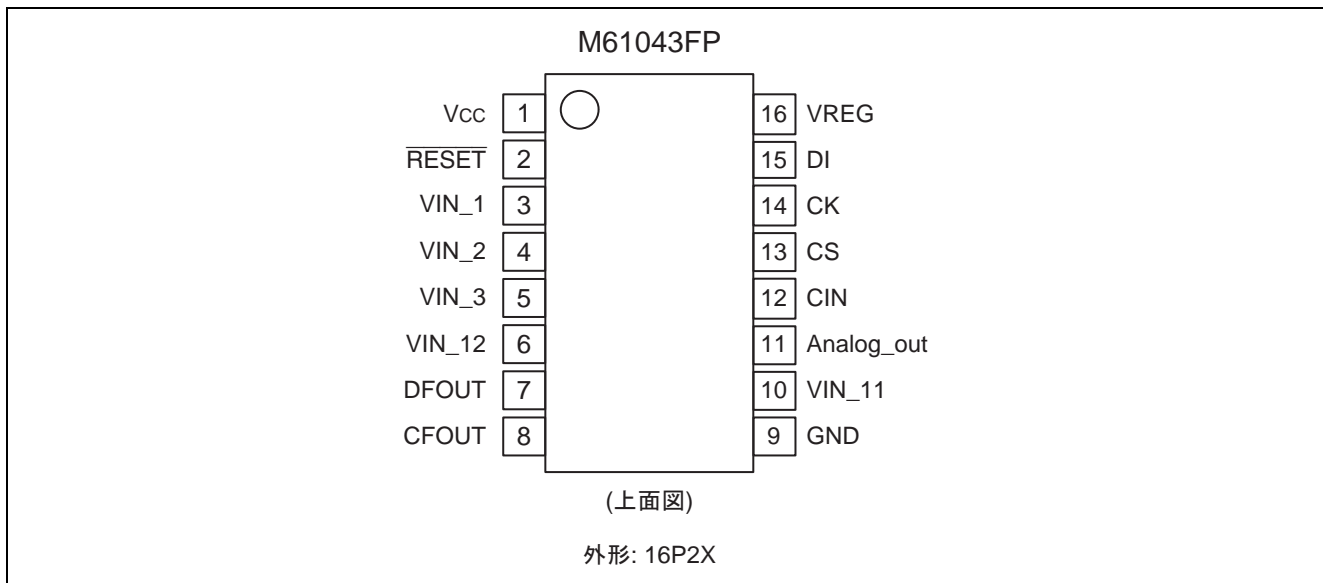 M61043FP
Vcc 1 16 VREG
RESET 2 15 DI
VIN_1 3 14 CK
VIN_2 4 13 CS
VIN_3 5 12 CIN
VIN_12 6 11 Analog_out
DFOUT 7 10 VIN_11
CFOUT 8 9 GND
(上面図)
外形: 16P2X